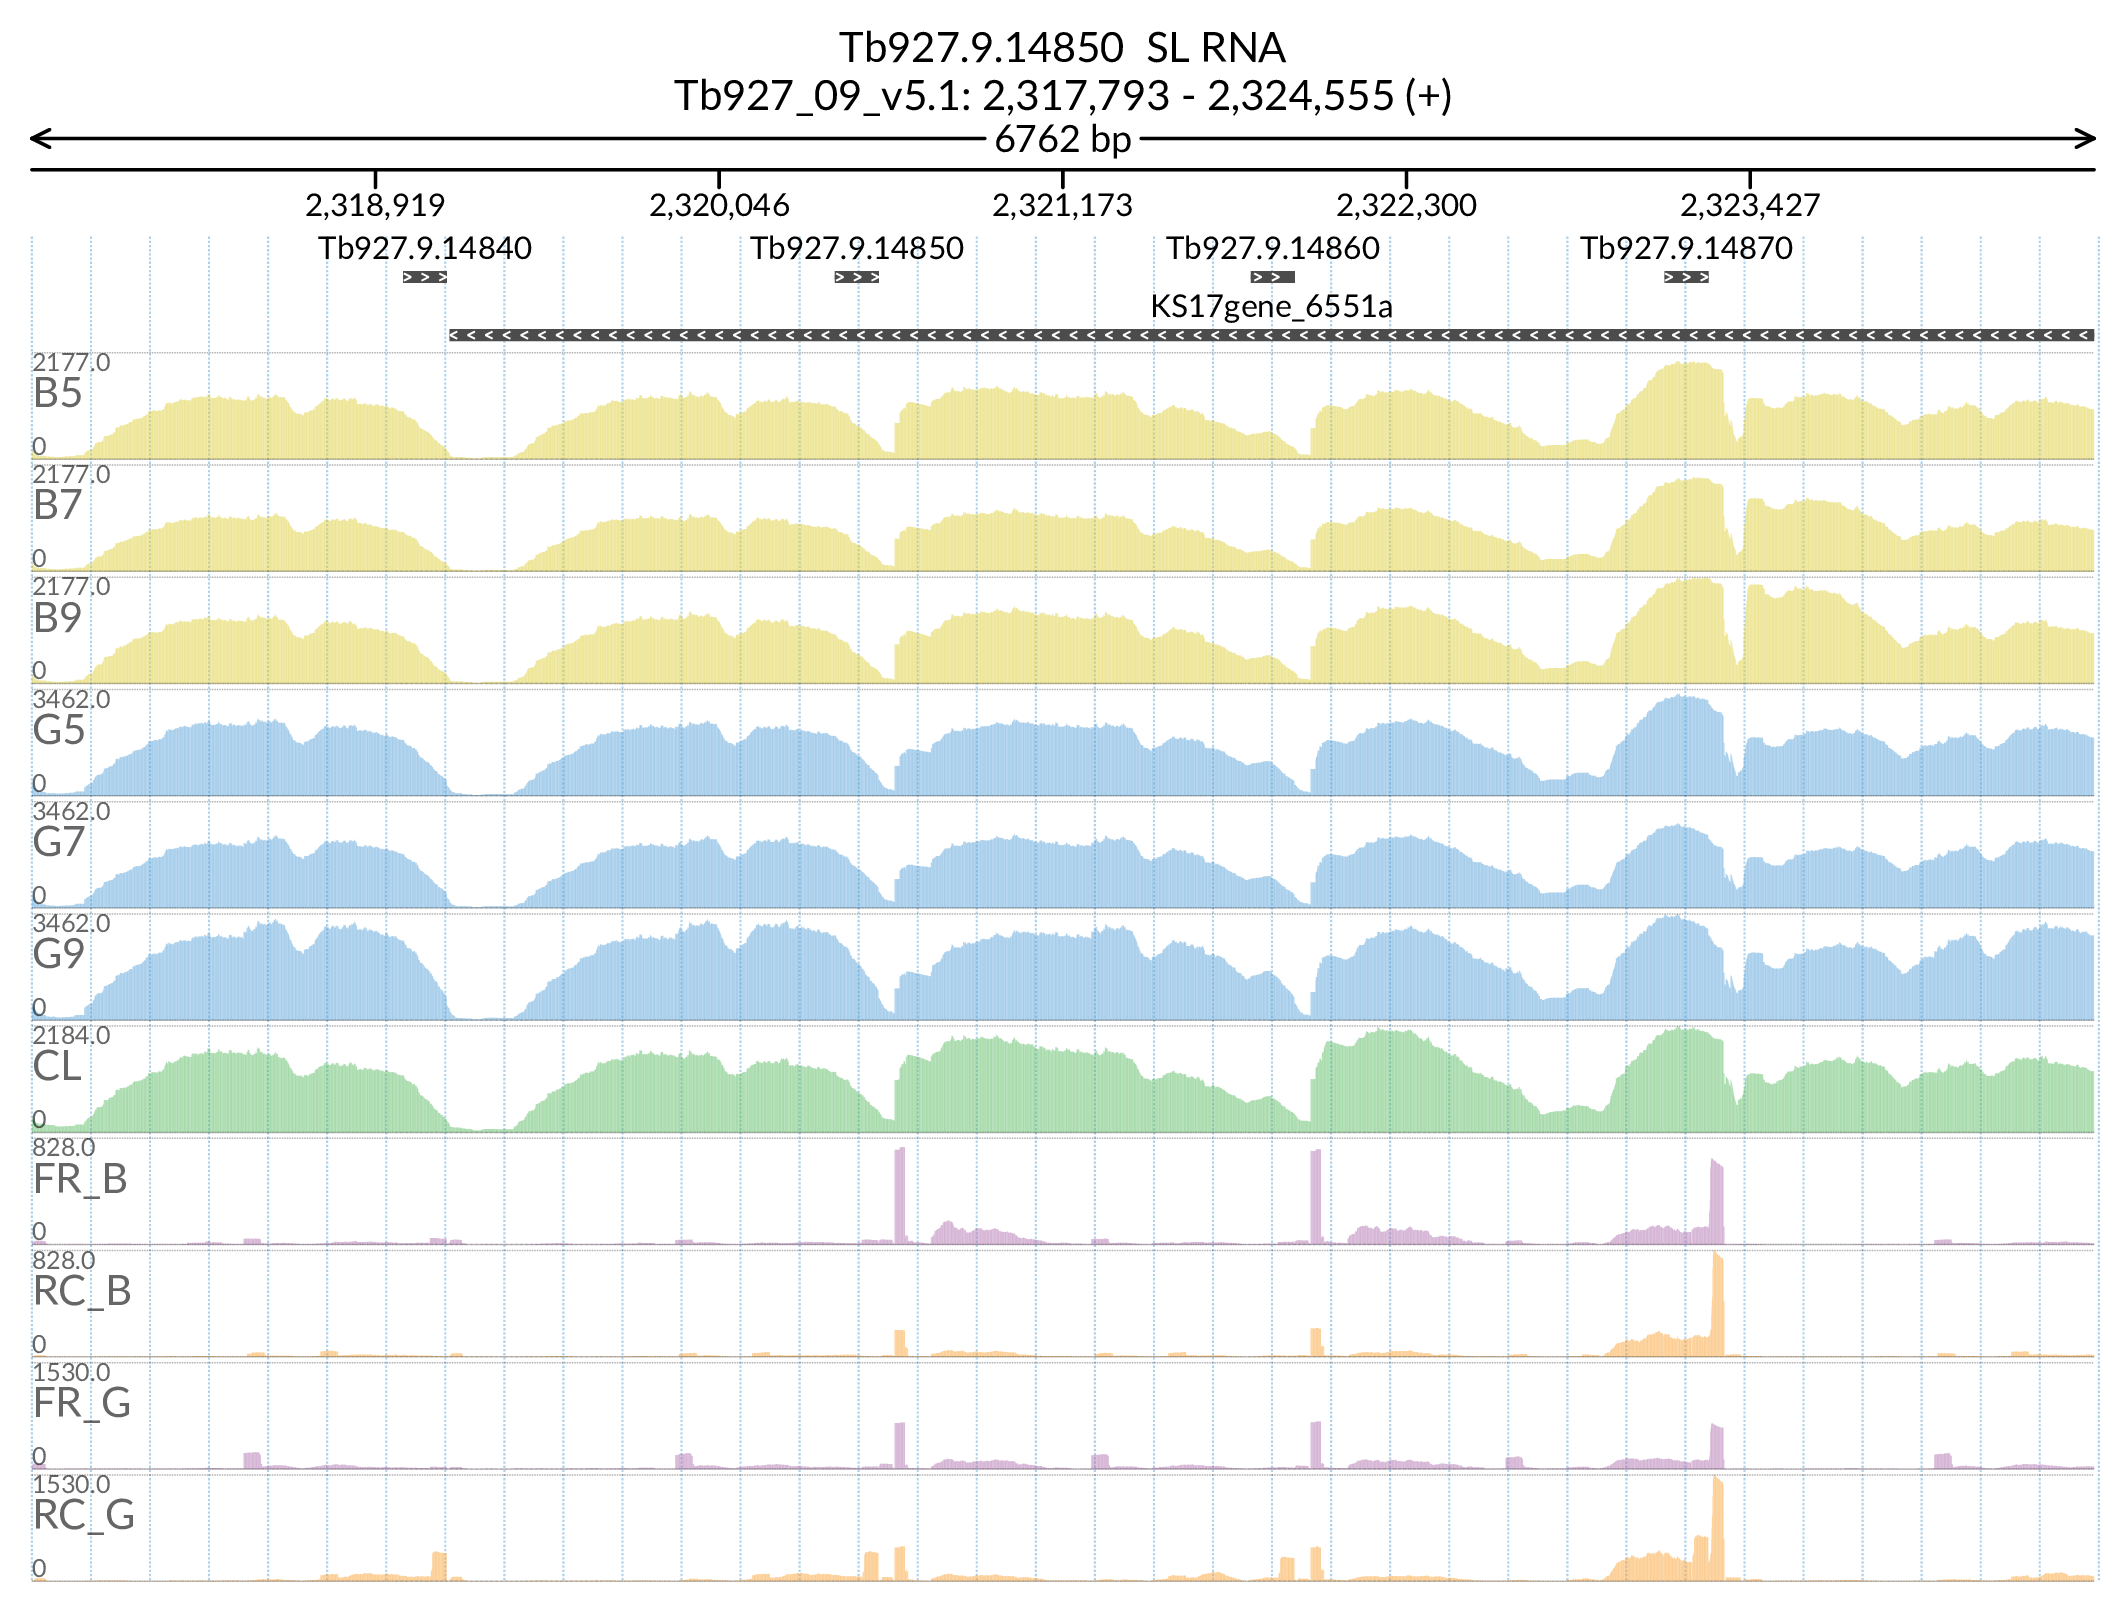 Tb927.9.14850 SL RNA
Tb927_09_v5.1: 2,317,793 - 2,324,555 (+)
6762 bp
2,318,919 2,320,046 2,321,173 2,322,300 2,323,427
Tb927.9.14840 Tb927.9.14850 Tb927.9.14860 Tb927.9.14870
KS17gene_6551a
2177.0
B5
0
2177.0
B7
0
2177.0
B9
0
3462.0
G5
0
3462.0
G7
0
3462.0
G9
0
2184.0
CL
0
828.0
FR_B
0
828.0
RC_B
0
1530.0
FR_G
0
1530.0
RC_G
0